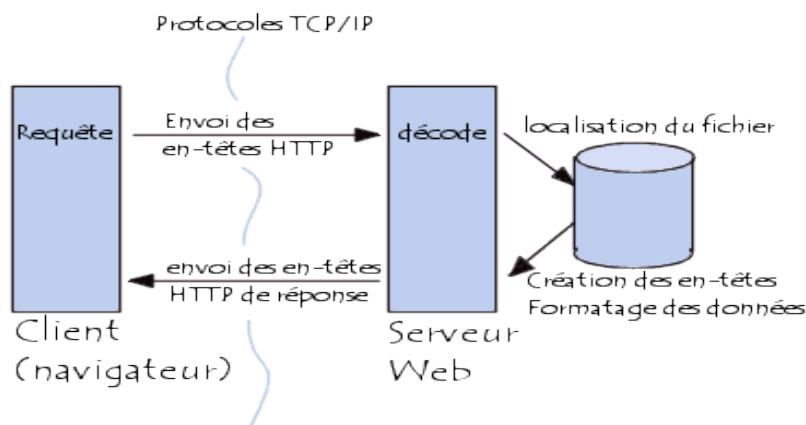 Protocoles TCP/IP
Requête
Envoi des
en-têtes HTTP
décode
localisation du fichier
envoi des en-têtes
HTTP de réponse
Création des en-têtes
Formatage des données
Client
(navigateur)
Serveur
Web